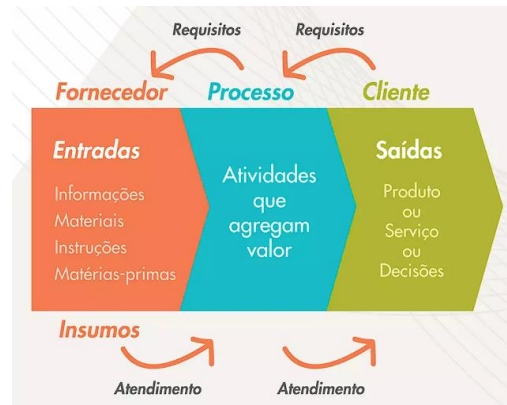 Requisitos
Requisitos
Fornecedor
Processo
Cliente
Entradas
Informações
Materiais
Instruções
Matérias-primas
Atividades
que
agregam
valor
Saídas
Produto
ou
Serviço
ou
Decisões
Insumos
Atendimento
Atendimento